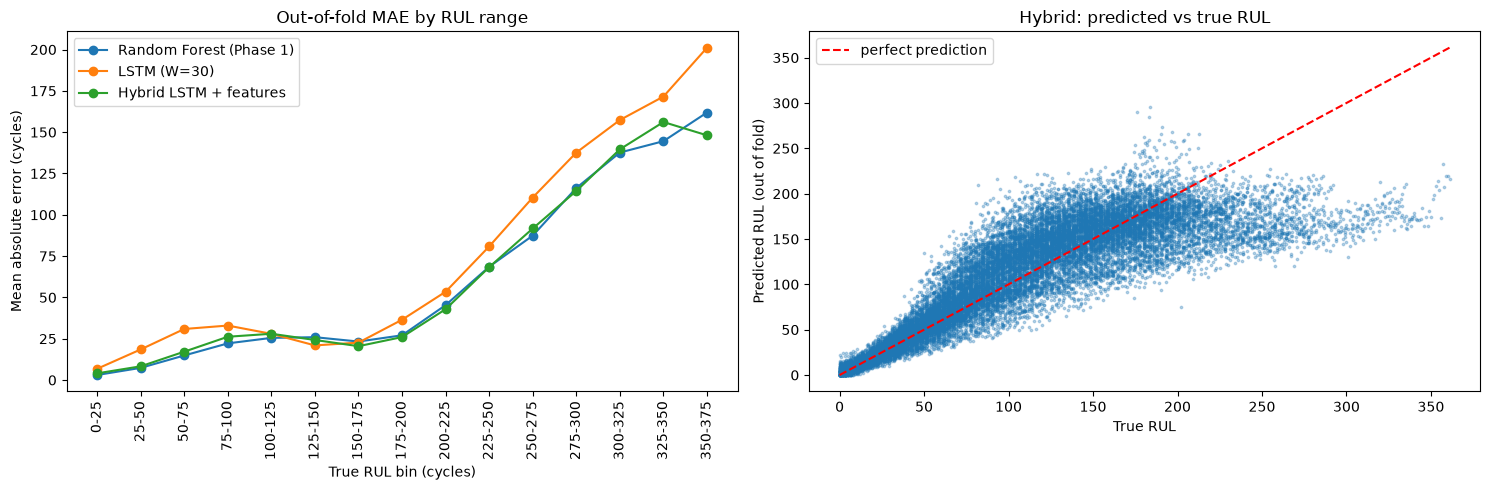 Out-of-fold MAE by RUL range
Mean absolute error (cycles)
200
175
150
125
100
75
50
25
0
Random Forest (Phase 1)
LSTM (W=30)
Hybrid LSTM + features
0-25
25-50
50-75
75-100
100-125
125-150
150-175
175-200
200-225
225-250
250-275
275-300
300-325
325-350
350-375
True RUL bin (cycles)
Hybrid: predicted vs true RUL
Predicted RUL (out of fold)
350
300
250
200
150
100
50
0
perfect prediction
0 50 100 150 200 250 300 350
True RUL